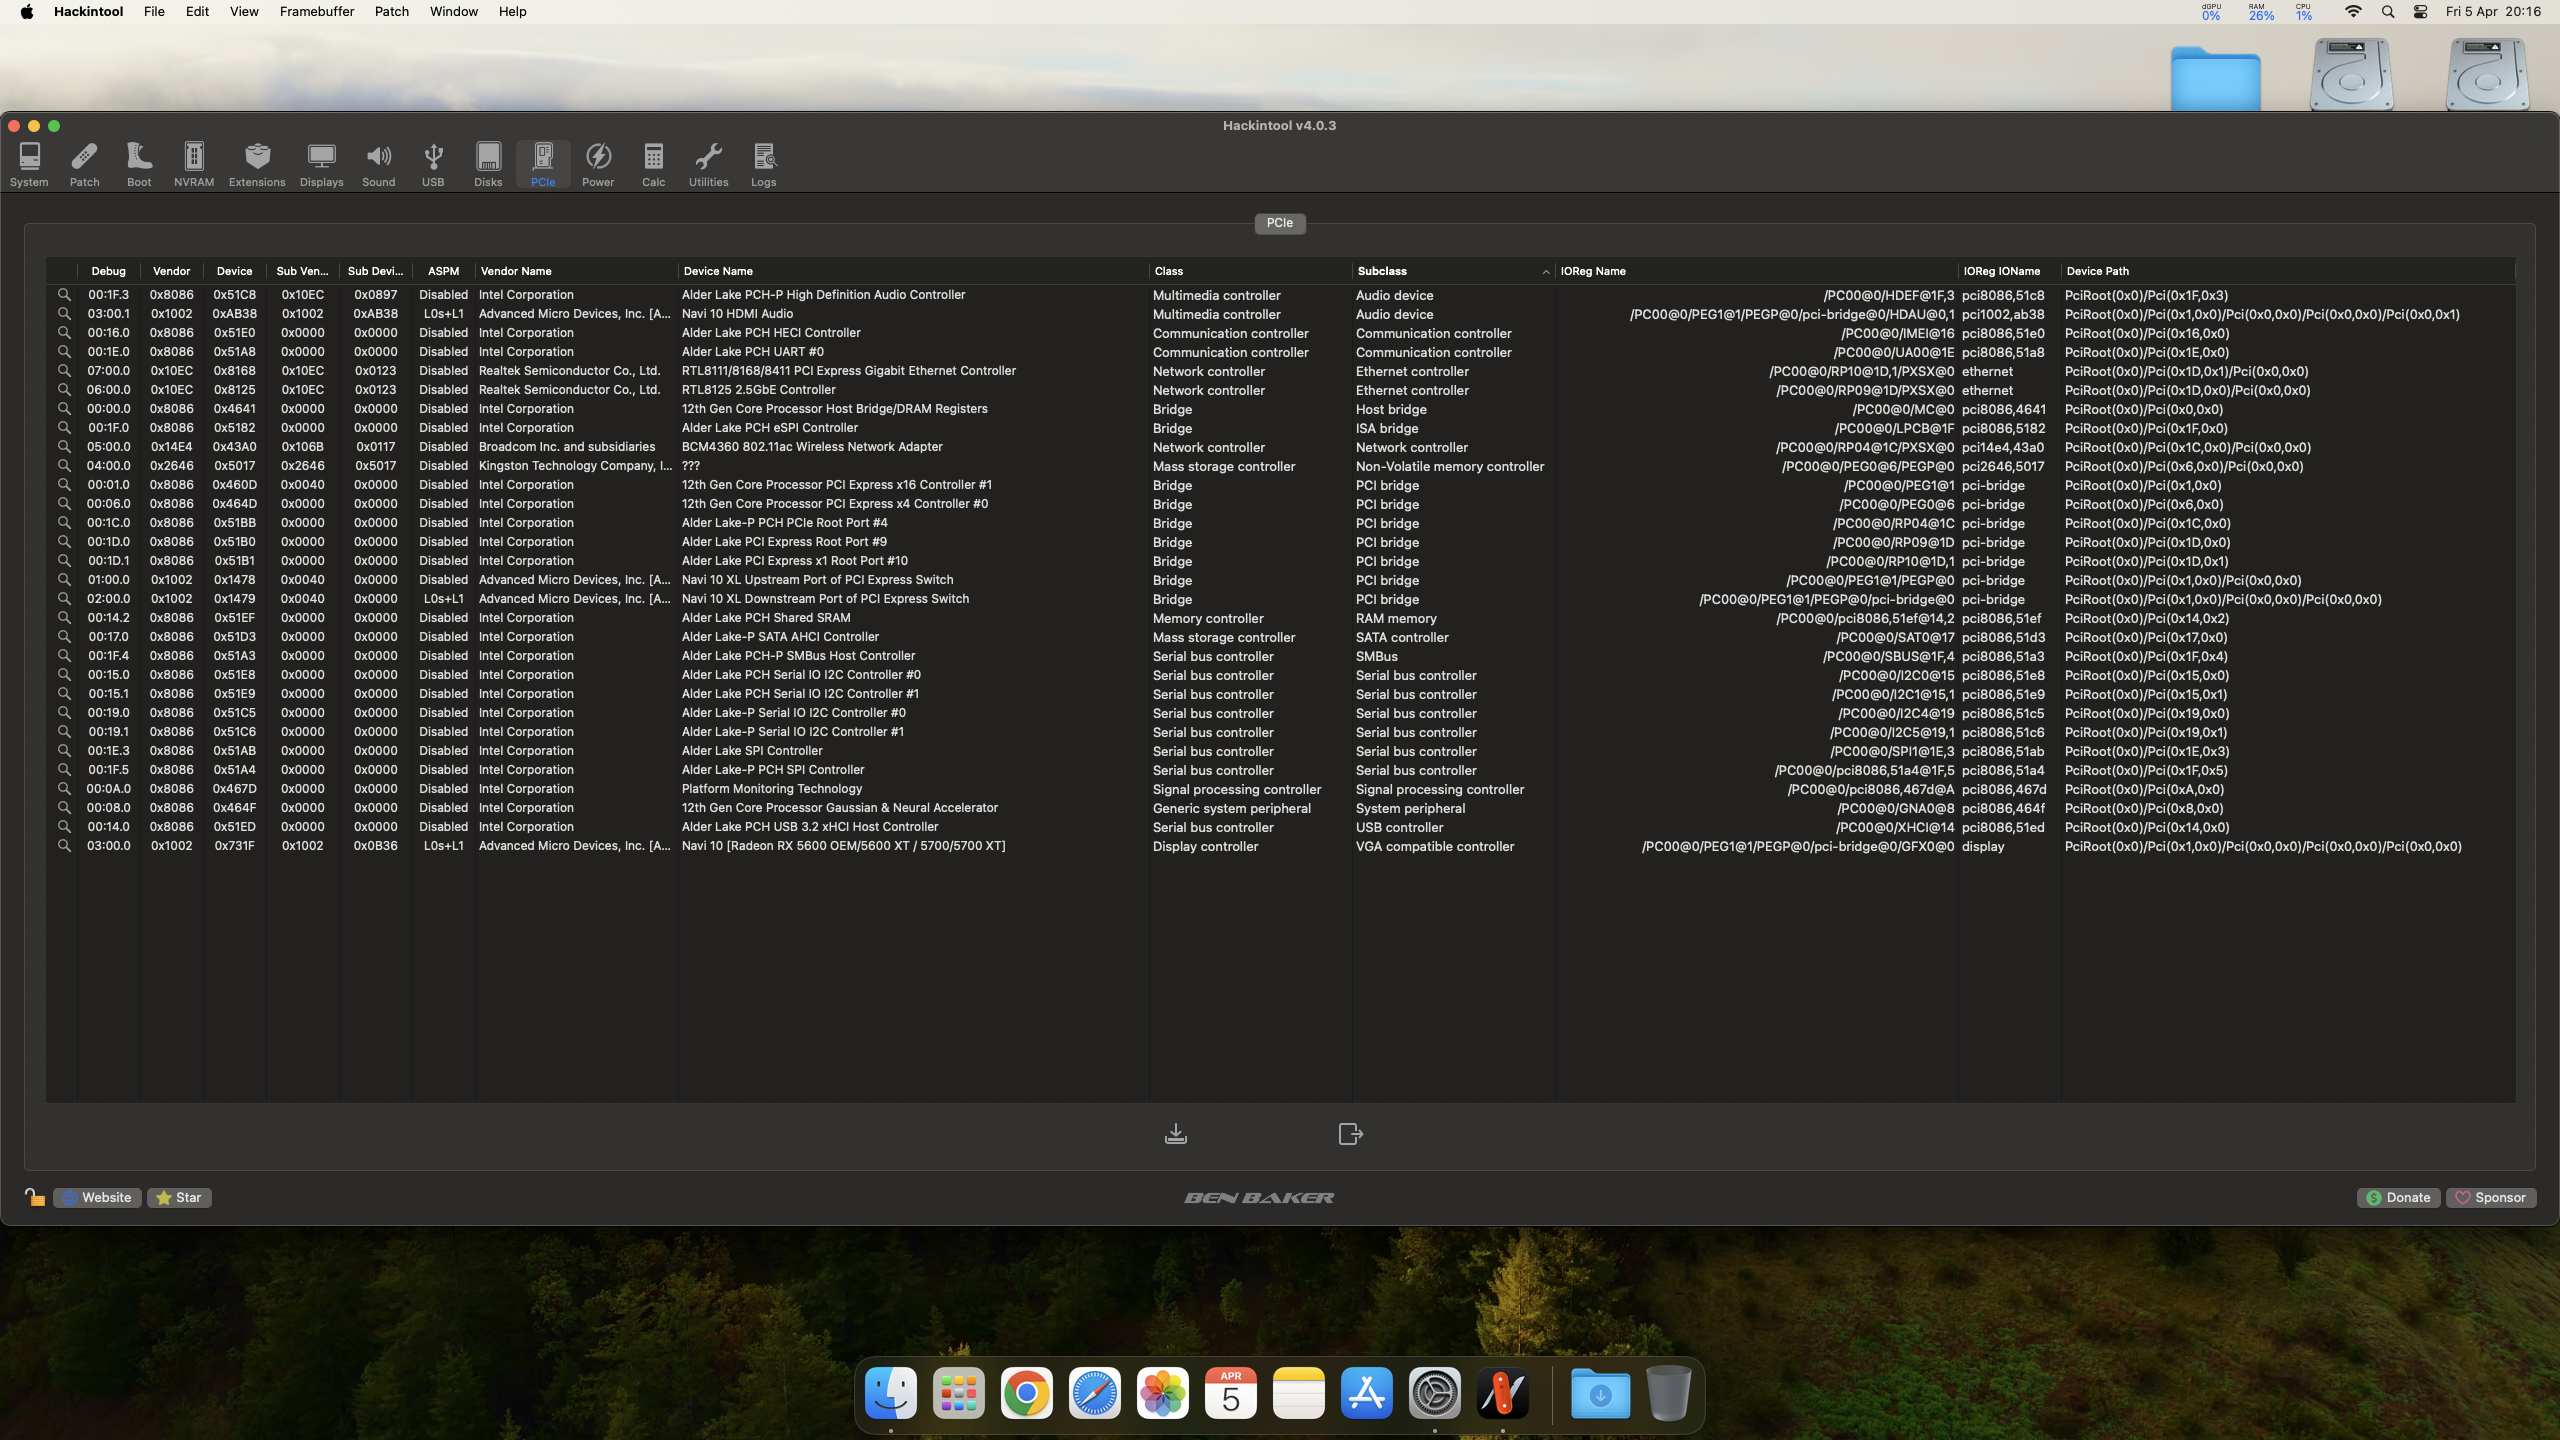 Hackintool File Edit View Framebuffer Patch Window Help dGPU 0% RAM 26% CPU 1% Fri 5 Apr 20:16
Hackintool v4.0.3
System Patch Boot NVRAM Extensions Displays Sound USB Disks PCIe Power Calc Utilities Logs
PCIe
Debug Vendor Device Sub Ven... Sub Devi... ASPM Vendor Name Device Name Class Subclass IOReg Name IOReg IOName Device Path
00:1F.3 0x8086 0x51C8 0x10EC 0x0897 Disabled Intel Corporation Alder Lake PCH-P High Definition Audio Controller Multimedia controller Audio device /PC00@0/HDEF@1F,3 pci8086,51c8 PciRoot(0x0)/Pci(0x1F,0x3)
03:00.1 0x1002 0xAB38 0x1002 0xAB38 L0s+L1 Advanced Micro Devices, Inc. [A... Navi 10 HDMI Audio Multimedia controller Audio device /PC00@0/PEG1@1/PEGP@0/pci-bridge@0/HDAU@0,1 pci1002,ab38 PciRoot(0x0)/Pci(0x1,0x0)/Pci(0x0,0x0)/Pci(0x0,0x0)/Pci(0x0,0x1)
00:16.0 0x8086 0x51E0 0x0000 0x0000 Disabled Intel Corporation Alder Lake PCH HECI Controller Communication controller Communication controller /PC00@0/IMEI@16 pci8086,51e0 PciRoot(0x0)/Pci(0x16,0x0)
00:1E.0 0x8086 0x51A8 0x0000 0x0000 Disabled Intel Corporation Alder Lake PCH UART #0 Communication controller Communication controller /PC00@0/UA00@1E pci8086,51a8 PciRoot(0x0)/Pci(0x1E,0x0)
07:00.0 0x10EC 0x8168 0x10EC 0x0123 Disabled Realtek Semiconductor Co., Ltd. RTL8111/8168/8411 PCI Express Gigabit Ethernet Controller Network controller Ethernet controller /PC00@0/RP10@1D,1/PXSX@0 ethernet PciRoot(0x0)/Pci(0x1D,0x1)/Pci(0x0,0x0)
06:00.0 0x10EC 0x8125 0x10EC 0x0123 Disabled Realtek Semiconductor Co., Ltd. RTL8125 2.5GbE Controller Network controller Ethernet controller /PC00@0/RP09@1D/PXSX@0 ethernet PciRoot(0x0)/Pci(0x1D,0x0)/Pci(0x0,0x0)
00:00.0 0x8086 0x4641 0x0000 0x0000 Disabled Intel Corporation 12th Gen Core Processor Host Bridge/DRAM Registers Bridge Host bridge /PC00@0/MC@0 pci8086,4641 PciRoot(0x0)/Pci(0x0,0x0)
00:1F.0 0x8086 0x5182 0x0000 0x0000 Disabled Intel Corporation Alder Lake PCH eSPI Controller Bridge ISA bridge /PC00@0/LPCB@1F pci8086,5182 PciRoot(0x0)/Pci(0x1F,0x0)
05:00.0 0x14E4 0x43A0 0x106B 0x0117 Disabled Broadcom Inc. and subsidiaries BCM4360 802.11ac Wireless Network Adapter Network controller Network controller /PC00@0/RP04@1C/PXSX@0 pci14e4,43a0 PciRoot(0x0)/Pci(0x1C,0x0)/Pci(0x0,0x0)
04:00.0 0x2646 0x5017 0x2646 0x5017 Disabled Kingston Technology Company, I... ??? Mass storage controller Non-Volatile memory controller /PC00@0/PEG0@6/PEGP@0 pci2646,5017 PciRoot(0x0)/Pci(0x6,0x0)/Pci(0x0,0x0)
00:01.0 0x8086 0x460D 0x0040 0x0000 Disabled Intel Corporation 12th Gen Core Processor PCI Express x16 Controller #1 Bridge PCI bridge /PC00@0/PEG1@1 pci-bridge PciRoot(0x0)/Pci(0x1,0x0)
00:06.0 0x8086 0x464D 0x0000 0x0000 Disabled Intel Corporation 12th Gen Core Processor PCI Express x4 Controller #0 Bridge PCI bridge /PC00@0/PEG0@6 pci-bridge PciRoot(0x0)/Pci(0x6,0x0)
00:1C.0 0x8086 0x51BB 0x0000 0x0000 Disabled Intel Corporation Alder Lake-P PCH PCIe Root Port #4 Bridge PCI bridge /PC00@0/RP04@1C pci-bridge PciRoot(0x0)/Pci(0x1C,0x0)
00:1D.0 0x8086 0x51B0 0x0000 0x0000 Disabled Intel Corporation Alder Lake PCI Express Root Port #9 Bridge PCI bridge /PC00@0/RP09@1D pci-bridge PciRoot(0x0)/Pci(0x1D,0x0)
00:1D.1 0x8086 0x51B1 0x0000 0x0000 Disabled Intel Corporation Alder Lake PCI Express x1 Root Port #10 Bridge PCI bridge /PC00@0/RP10@1D,1 pci-bridge PciRoot(0x0)/Pci(0x1D,0x1)
01:00.0 0x1002 0x1478 0x0040 0x0000 Disabled Advanced Micro Devices, Inc. [A... Navi 10 XL Upstream Port of PCI Express Switch Bridge PCI bridge /PC00@0/PEG1@1/PEGP@0 pci-bridge PciRoot(0x0)/Pci(0x1,0x0)/Pci(0x0,0x0)
02:00.0 0x1002 0x1479 0x0040 0x0000 L0s+L1 Advanced Micro Devices, Inc. [A... Navi 10 XL Downstream Port of PCI Express Switch Bridge PCI bridge /PC00@0/PEG1@1/PEGP@0/pci-bridge@0 pci-bridge PciRoot(0x0)/Pci(0x1,0x0)/Pci(0x0,0x0)/Pci(0x0,0x0)
00:14.2 0x8086 0x51EF 0x0000 0x0000 Disabled Intel Corporation Alder Lake PCH Shared SRAM Memory controller RAM memory /PC00@0/pci8086,51ef@14,2 pci8086,51ef PciRoot(0x0)/Pci(0x14,0x2)
00:17.0 0x8086 0x51D3 0x0000 0x0000 Disabled Intel Corporation Alder Lake-P SATA AHCI Controller Mass storage controller SATA controller /PC00@0/SAT0@17 pci8086,51d3 PciRoot(0x0)/Pci(0x17,0x0)
00:1F.4 0x8086 0x51A3 0x0000 0x0000 Disabled Intel Corporation Alder Lake PCH-P SMBus Host Controller Serial bus controller SMBus /PC00@0/SBUS@1F,4 pci8086,51a3 PciRoot(0x0)/Pci(0x1F,0x4)
00:15.0 0x8086 0x51E8 0x0000 0x0000 Disabled Intel Corporation Alder Lake PCH Serial IO I2C Controller #0 Serial bus controller Serial bus controller /PC00@0/I2C0@15 pci8086,51e8 PciRoot(0x0)/Pci(0x15,0x0)
00:15.1 0x8086 0x51E9 0x0000 0x0000 Disabled Intel Corporation Alder Lake PCH Serial IO I2C Controller #1 Serial bus controller Serial bus controller /PC00@0/I2C1@15,1 pci8086,51e9 PciRoot(0x0)/Pci(0x15,0x1)
00:19.0 0x8086 0x51C5 0x0000 0x0000 Disabled Intel Corporation Alder Lake-P Serial IO I2C Controller #0 Serial bus controller Serial bus controller /PC00@0/I2C4@19 pci8086,51c5 PciRoot(0x0)/Pci(0x19,0x0)
00:19.1 0x8086 0x51C6 0x0000 0x0000 Disabled Intel Corporation Alder Lake-P Serial IO I2C Controller #1 Serial bus controller Serial bus controller /PC00@0/I2C5@19,1 pci8086,51c6 PciRoot(0x0)/Pci(0x19,0x1)
00:1E.3 0x8086 0x51AB 0x0000 0x0000 Disabled Intel Corporation Alder Lake SPI Controller Serial bus controller Serial bus controller /PC00@0/SPI1@1E,3 pci8086,51ab PciRoot(0x0)/Pci(0x1E,0x3)
00:1F.5 0x8086 0x51A4 0x0000 0x0000 Disabled Intel Corporation Alder Lake-P PCH SPI Controller Serial bus controller Serial bus controller /PC00@0/pci8086,51a4@1F,5 pci8086,51a4 PciRoot(0x0)/Pci(0x1F,0x5)
00:0A.0 0x8086 0x467D 0x0000 0x0000 Disabled Intel Corporation Platform Monitoring Technology Signal processing controller Signal processing controller /PC00@0/pci8086,467d@A pci8086,467d PciRoot(0x0)/Pci(0xA,0x0)
00:08.0 0x8086 0x464F 0x0000 0x0000 Disabled Intel Corporation 12th Gen Core Processor Gaussian & Neural Accelerator Generic system peripheral System peripheral /PC00@0/GNA0@8 pci8086,464f PciRoot(0x0)/Pci(0x8,0x0)
00:14.0 0x8086 0x51ED 0x0000 0x0000 Disabled Intel Corporation Alder Lake PCH USB 3.2 xHCI Host Controller Serial bus controller USB controller /PC00@0/XHCI@14 pci8086,51ed PciRoot(0x0)/Pci(0x14,0x0)
03:00.0 0x1002 0x731F 0x1002 0x0B36 L0s+L1 Advanced Micro Devices, Inc. [A... Navi 10 [Radeon RX 5600 OEM/5600 XT / 5700/5700 XT] Display controller VGA compatible controller /PC00@0/PEG1@1/PEGP@0/pci-bridge@0/GFX0@0 display PciRoot(0x0)/Pci(0x1,0x0)/Pci(0x0,0x0)/Pci(0x0,0x0)/Pci(0x0,0x0)
Website Star BEN BAKER Donate Sponsor
APR
5